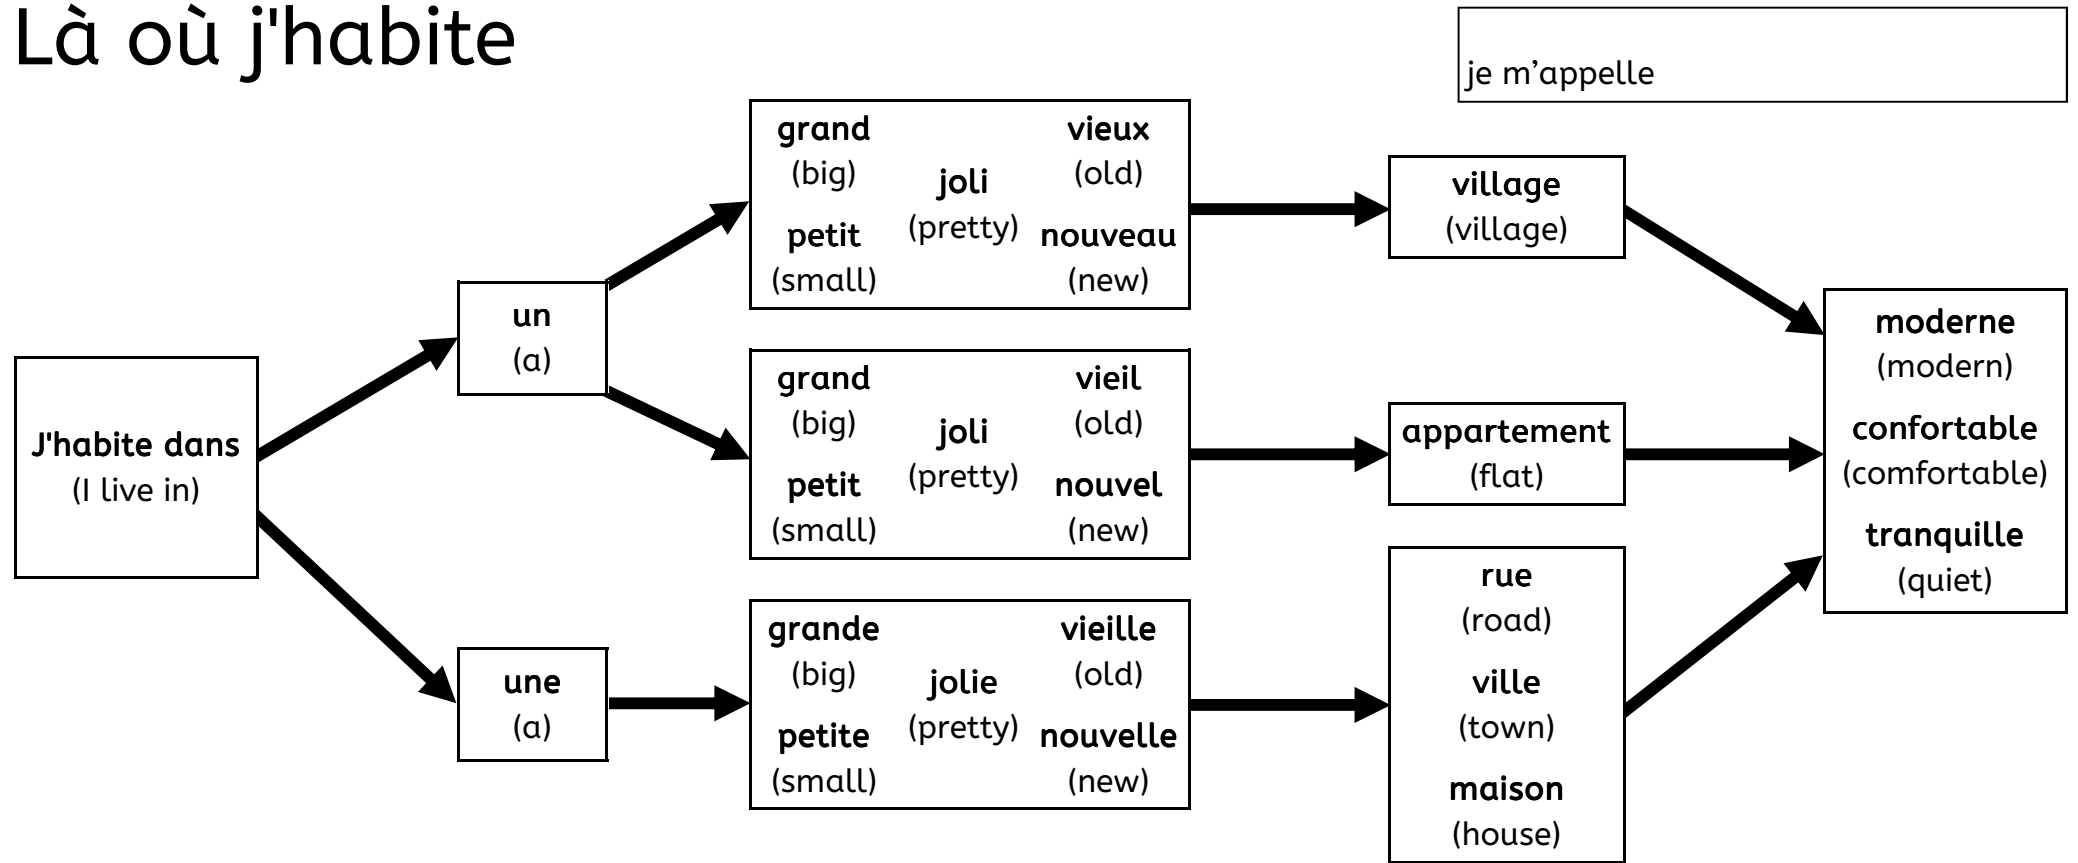 Là où j'habite
je m’appelle
J'habite dans
(I live in)
un
(a)
une
(a)
grand
(big)
petit
(small)
joli
(pretty)
vieux
(old)
nouveau
(new)
grand
(big)
petit
(small)
joli
(pretty)
vieil
(old)
nouvel
(new)
grande
(big)
petite
(small)
jolie
(pretty)
vieille
(old)
nouvelle
(new)
village
(village)
appartement
(flat)
rue
(road)
ville
(town)
maison
(house)
moderne
(modern)
confortable
(comfortable)
tranquille
(quiet)